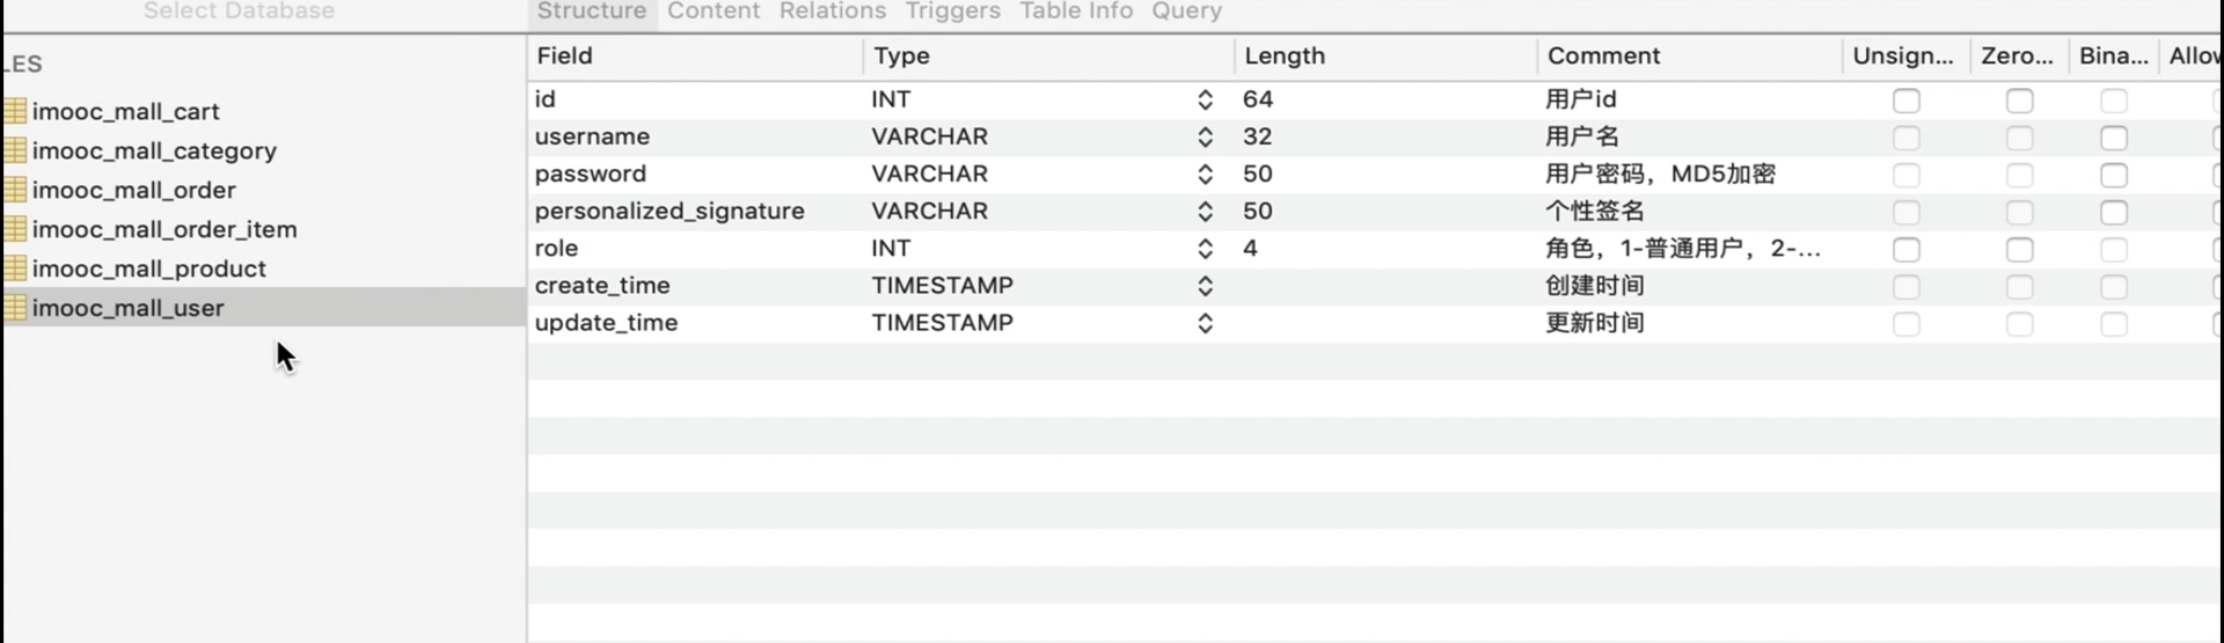 Select Database
Structure Content Relations Triggers Table Info Query
LES
imooc_mall_cart
imooc_mall_category
imooc_mall_order
imooc_mall_order_item
imooc_mall_product
imooc_mall_user
Field Type Length Comment Unsign... Zero... Bina... Allow
id INT 64 用户id
username VARCHAR 32 用户名
password VARCHAR 50 用户密码，MD5加密
personalized_signature VARCHAR 50 个性签名
role INT 4 角色，1-普通用户，2-...
create_time TIMESTAMP 创建时间
update_time TIMESTAMP 更新时间